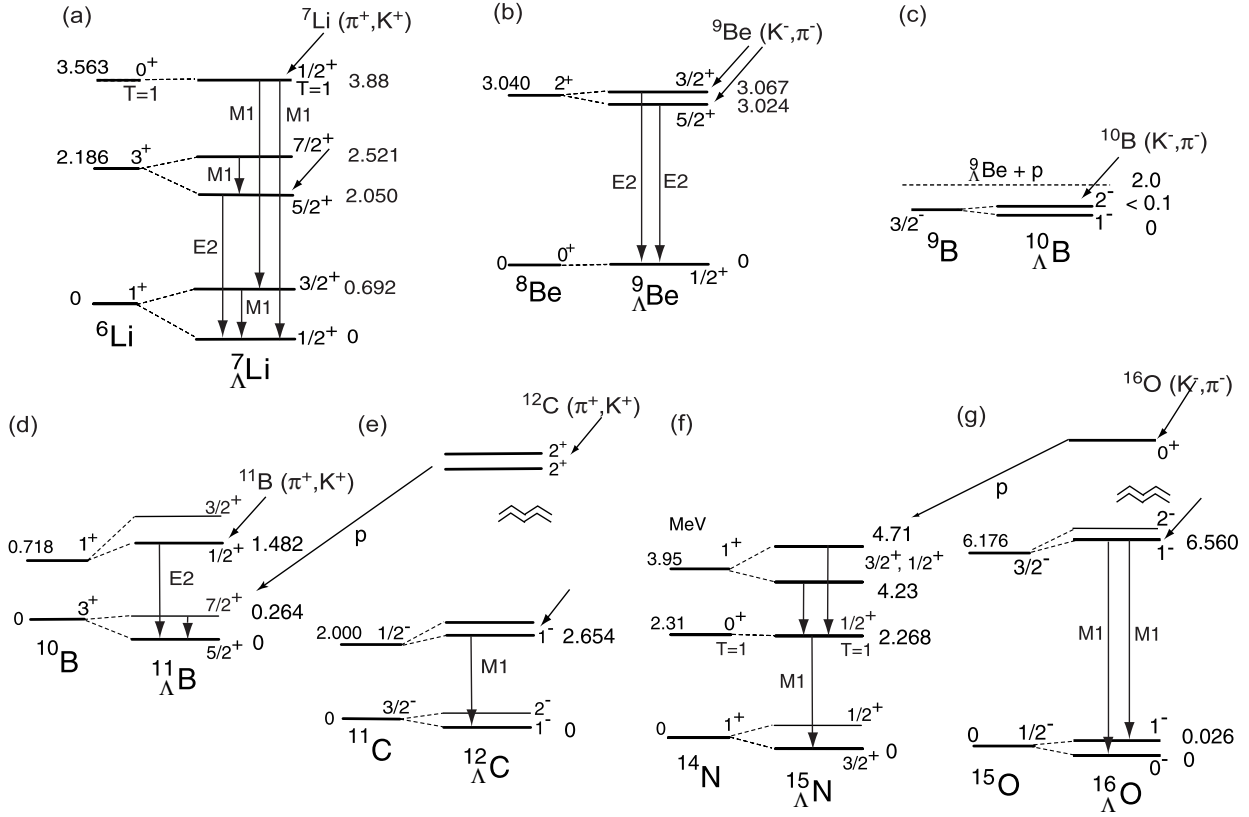 (a)
⁷Li (π⁺,K⁺)
3.563 0⁺ 1/2⁺
T=1 T=1 3.88
M1 M1
2.186 3⁺ 7/2⁺ 2.521
M1
5/2⁺ 2.050
E2
0 1⁺ 3/2⁺ 0.692
M1
1/2⁺ 0
⁶Li ⁷ΛLi
(b)
⁹Be (K⁻,π⁻)
3.040 2⁺ 3/2⁺ 3.067
5/2⁺ 3.024
E2 E2
0 0⁺ 1/2⁺ 0
⁸Be ⁹ΛBe
(c)
¹⁰B (K⁻,π⁻)
⁹ΛBe + p 2.0
2⁻ < 0.1
3/2⁻ 1⁻ 0
⁹B ¹⁰ΛB
(d)
¹¹B (π⁺,K⁺)
3/2⁺
0.718 1⁺ 1/2⁺ 1.482
E2
0 3⁺ 7/2⁺ 0.264
5/2⁺ 0
¹⁰B ¹¹ΛB
(e)
¹²C (π⁺,K⁺)
2⁺
2⁺
p
2.000 1/2⁻ 1⁻ 2.654
M1
0 3/2⁻ 2⁻
1⁻ 0
¹¹C ¹²ΛC
(f)
MeV
3.95 1⁺ 4.71
3/2⁺, 1/2⁺
4.23
2.31 0⁺ 1/2⁺ 2.268
T=1 T=1
M1
0 1⁺ 1/2⁺
3/2⁺ 0
¹⁴N ¹⁵ΛN
(g)
¹⁶O (K⁻,π⁻)
0⁺
p
2⁻
6.176 3/2⁻ 1⁻ 6.560
M1 M1
0 1/2⁻ 1⁻ 0.026
0⁻ 0
¹⁵O ¹⁶ΛO